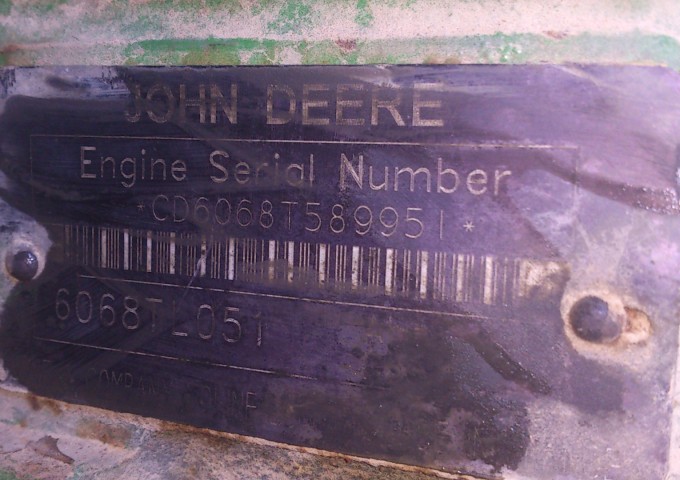 JOHN DEERE
Engine Serial Number
*CD6068T589951*
6068TL051